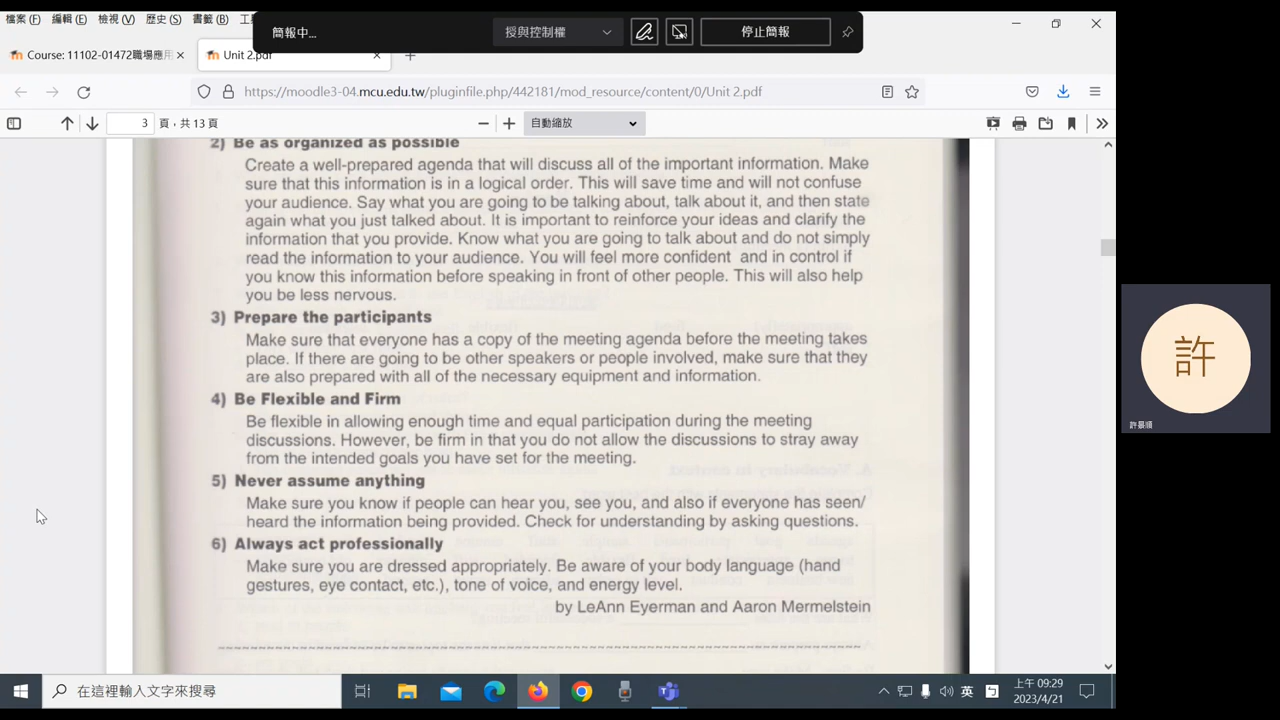 檔案(F) 編輯(E) 檢視(V) 歷史(S) 書籤(B)
簡報中... 授與控制權 停止簡報
Course: 11102-01472職場應用
Unit 2.pdf
https://moodle3-04.mcu.edu.tw/pluginfile.php/442181/mod_resource/content/0/Unit 2.pdf
3 頁，共 13 頁 自動縮放
2) Be as organized as possible
Create a well-prepared agenda that will discuss all of the important information. Make
sure that this information is in a logical order. This will save time and will not confuse
your audience. Say what you are going to be talking about, talk about it, and then state
again what you just talked about. It is important to reinforce your ideas and clarify the
information that you provide. Know what you are going to talk about and do not simply
read the information to your audience. You will feel more confident and in control if
you know this information before speaking in front of other people. This will also help
you be less nervous.
3) Prepare the participants
Make sure that everyone has a copy of the meeting agenda before the meeting takes
place. If there are going to be other speakers or people involved, make sure that they
are also prepared with all of the necessary equipment and information.
4) Be Flexible and Firm
Be flexible in allowing enough time and equal participation during the meeting
discussions. However, be firm in that you do not allow the discussions to stray away
from the intended goals you have set for the meeting.
5) Never assume anything
Make sure you know if people can hear you, see you, and also if everyone has seen/
heard the information being provided. Check for understanding by asking questions.
6) Always act professionally
Make sure you are dressed appropriately. Be aware of your body language (hand
gestures, eye contact, etc.), tone of voice, and energy level.
by LeAnn Eyerman and Aaron Mermelstein
許
許景順
在這裡輸入文字來搜尋
英
上午 09:29
2023/4/21